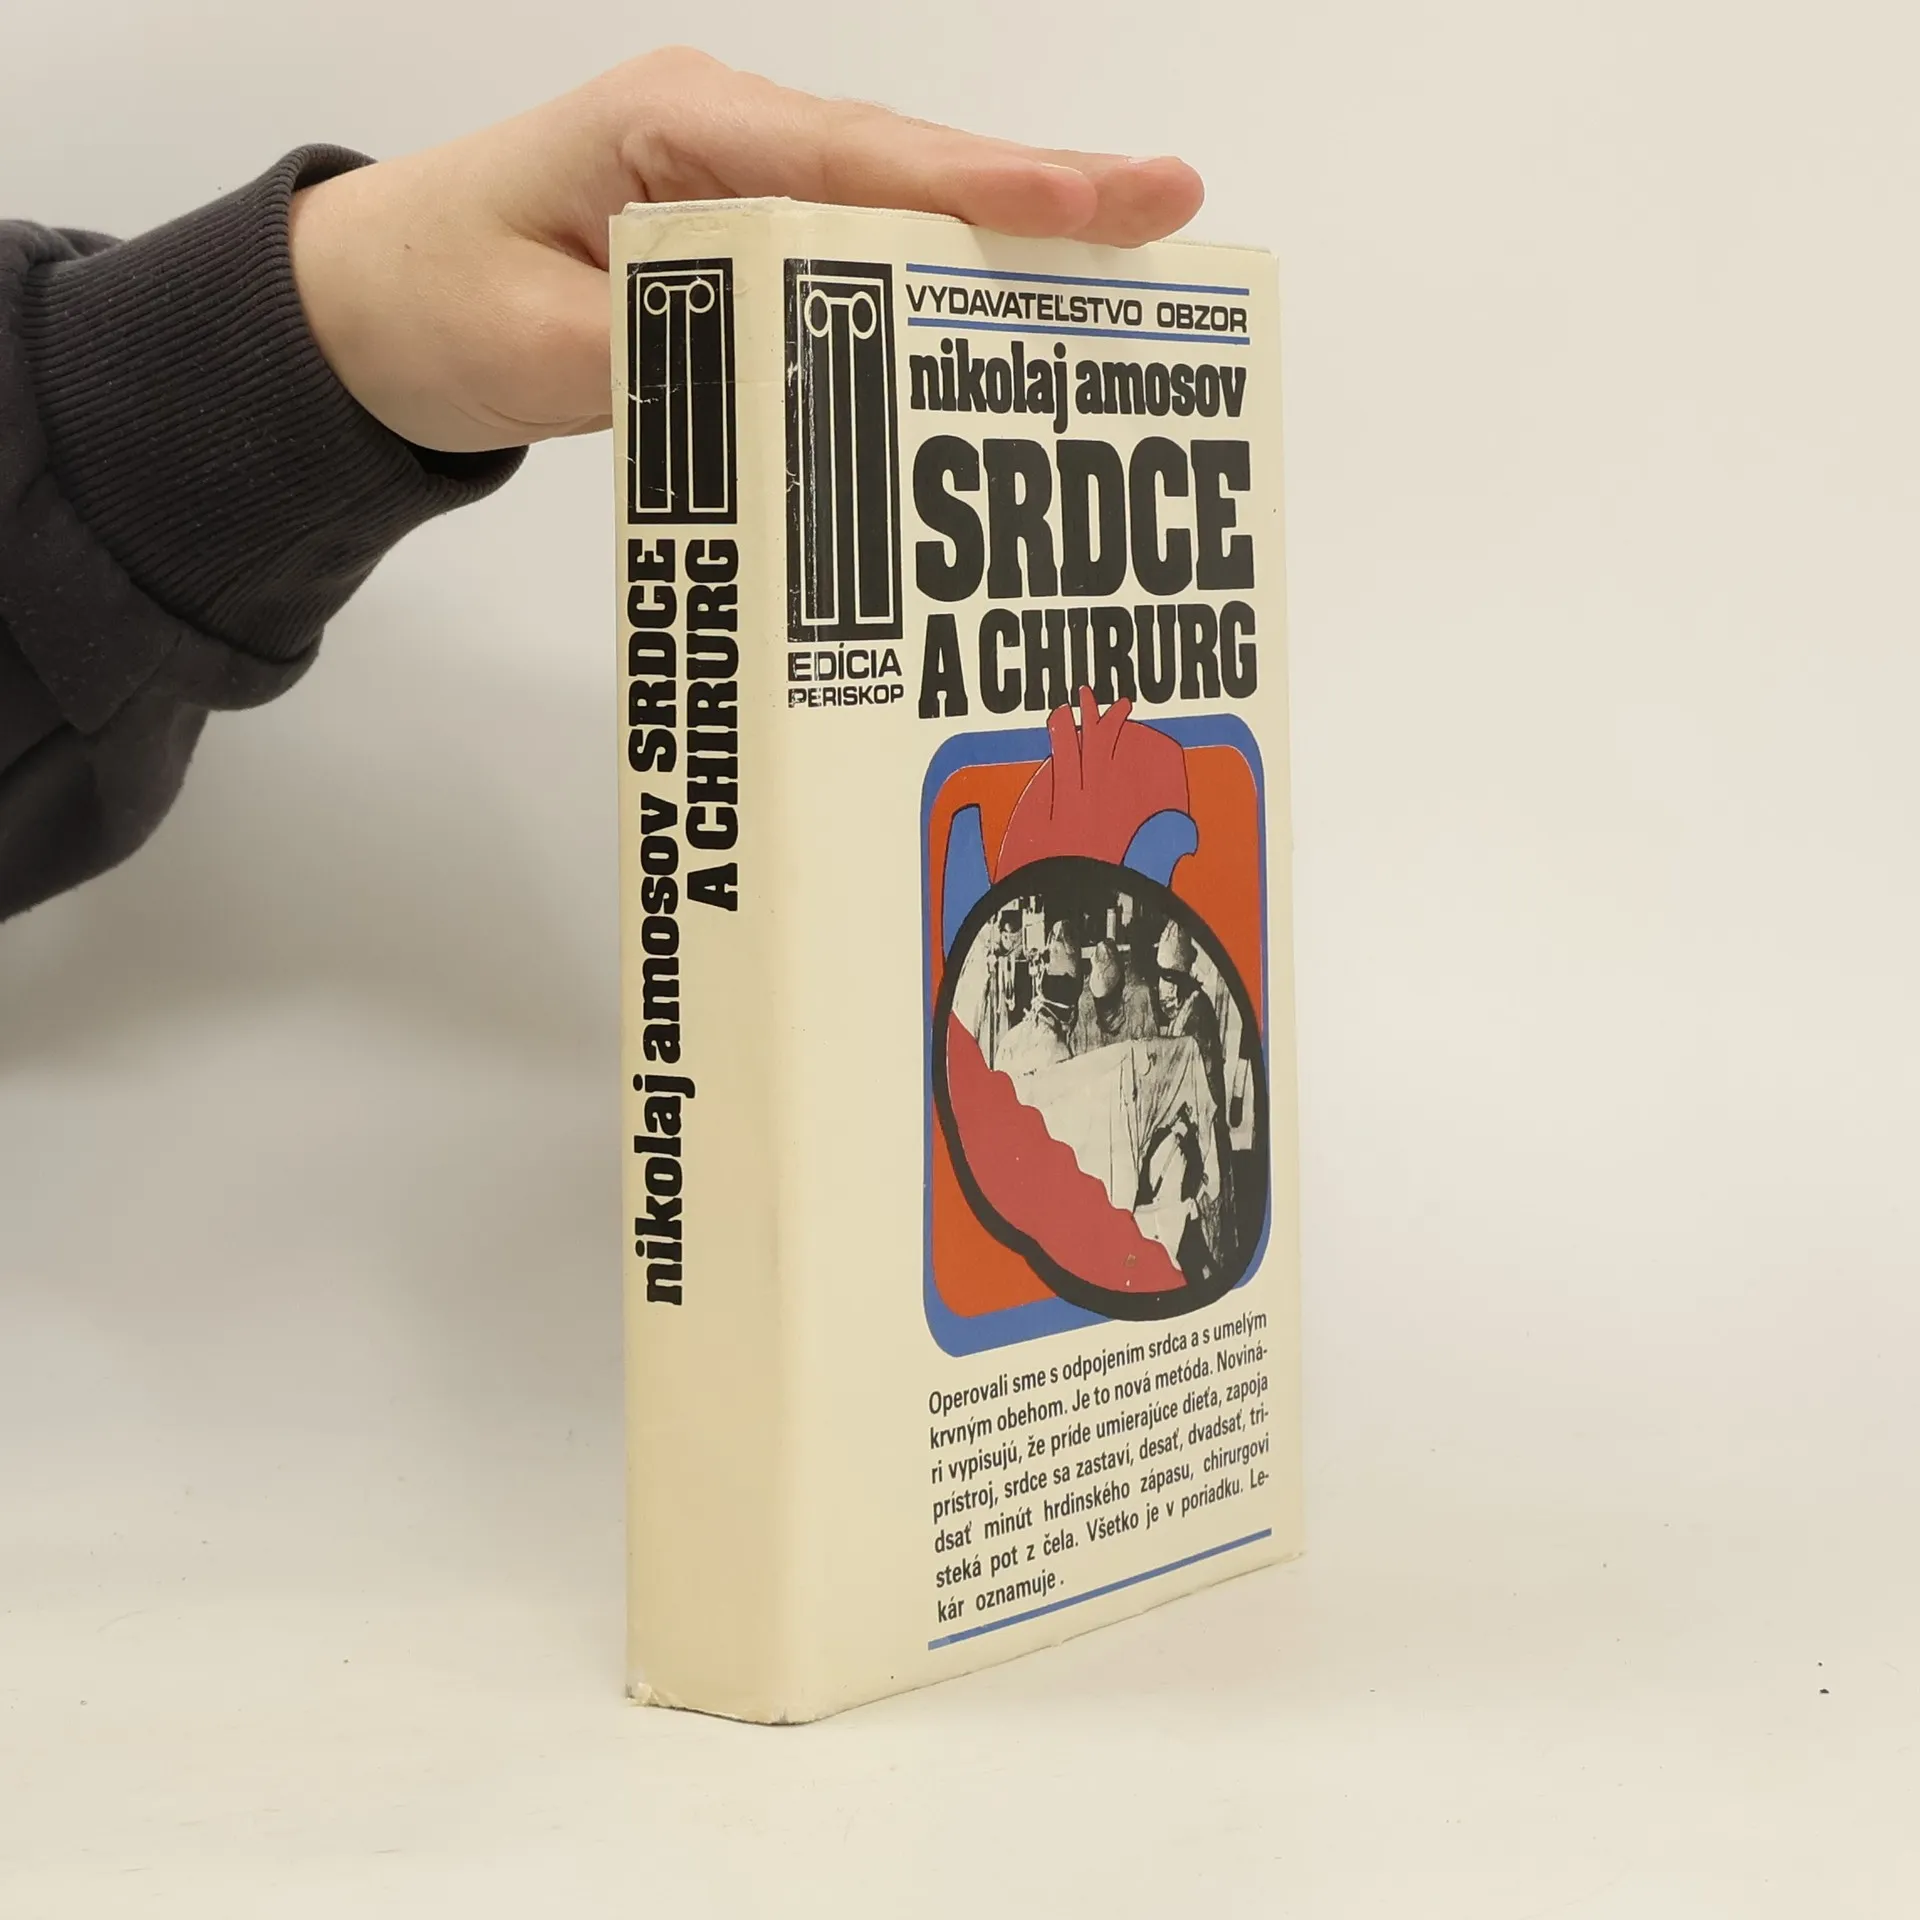 nikolaj amosov SRDCE
A CHIRURG
VYDAVATEĽSTVO OBZOR
nikolaj amosov
SRDCE
A CHIRURG
EDÍCIA
PERISKOP
Operovali sme s odpojením srdca a s umelým
krvným obehom. Je to nová metóda. Noviná-
ri vypisujú, že príde umierajúce dieťa, zapoja
prístroj, srdce sa zastaví, desať, dvadsať, tri-
dsať minút hrdinského zápasu, chirurgovi
steká pot z čela. Všetko je v poriadku. Le-
kár oznamuje .